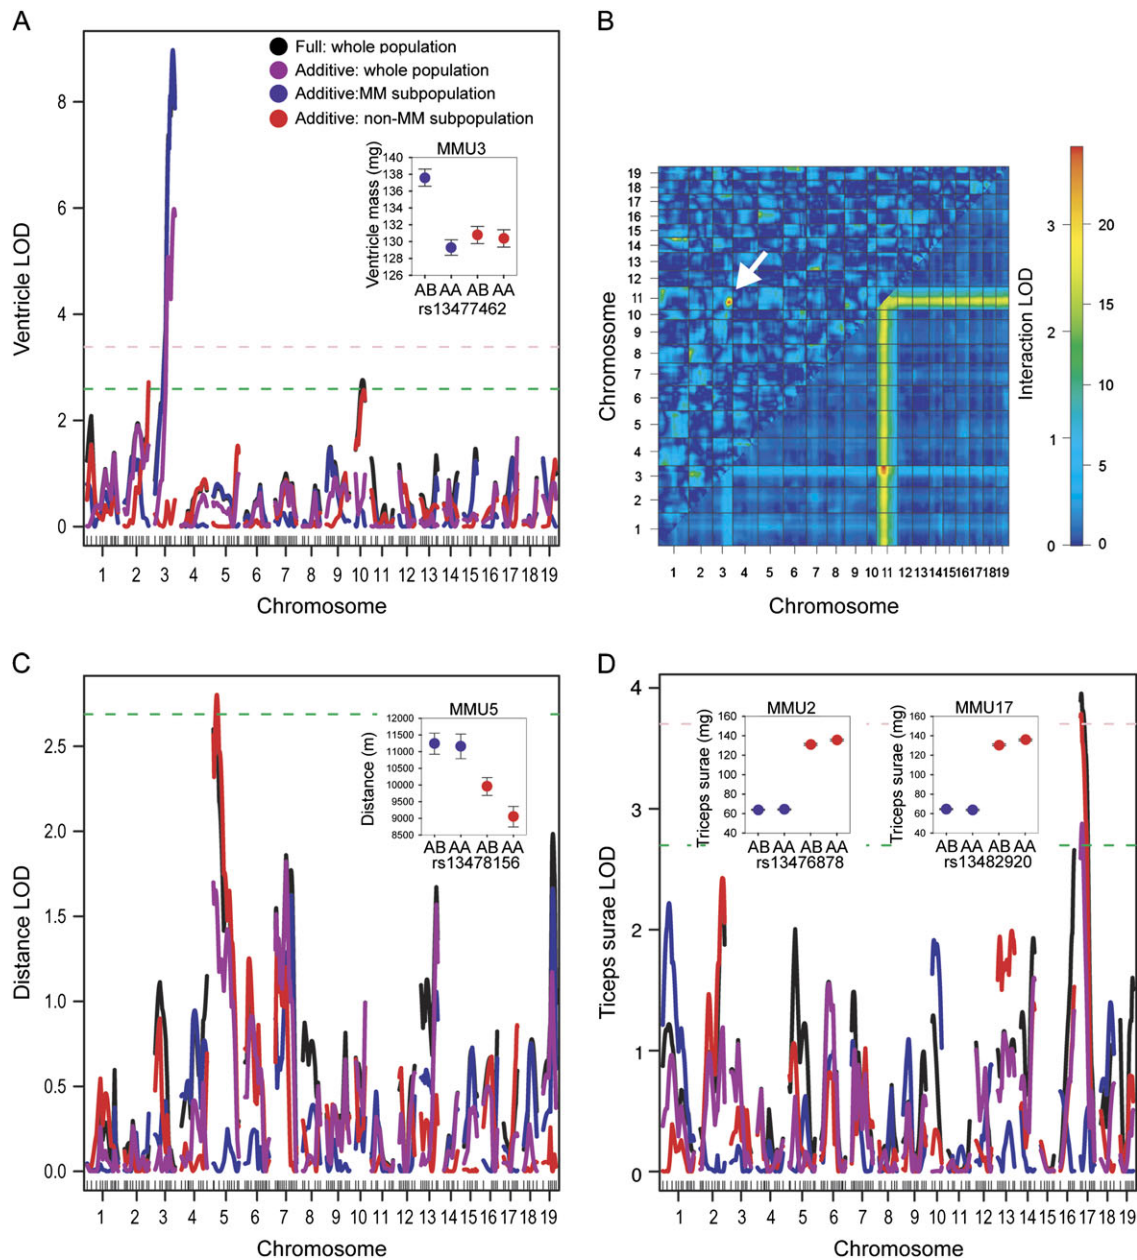 A
Full: whole population
Additive: whole population
Additive:MM subpopulation
Additive: non-MM subpopulation
Ventricle LOD
8
6
4
2
0
MMU3
Ventricle mass (mg)
140
138
136
134
132
130
128
126
AB AA AB AA
rs13477462
1 2 3 4 5 6 7 8 9 10 11 12 13 14 15 16 17 18 19
Chromosome
B
Chromosome
19
18
17
16
15
14
13
12
11
10
9
8
7
6
5
4
3
2
1
1 2 3 4 5 6 7 8 9 10 11 12 13 14 15 16 17 18 19
Chromosome
Interaction LOD
3
2
1
0
20
15
10
5
0
C
Distance LOD
2.5
2.0
1.5
1.0
0.5
0.0
MMU5
Distance (m)
12000
11500
11000
10500
10000
9500
9000
8500
AB AA AB AA
rs13478156
1 2 3 4 5 6 7 8 9 10 11 12 13 14 15 16 17 18 19
Chromosome
D
Ticeps surae LOD
4
3
2
1
0
MMU2
Triceps surae (mg)
160
140
120
100
80
60
40
AB AA AB AA
rs13476878
MMU17
Triceps surae (mg)
160
140
120
100
80
60
40
AB AA AB AA
rs13482920
1 2 3 4 5 6 7 8 9 10 11 12 13 14 15 16 17 18 19
Chromosome